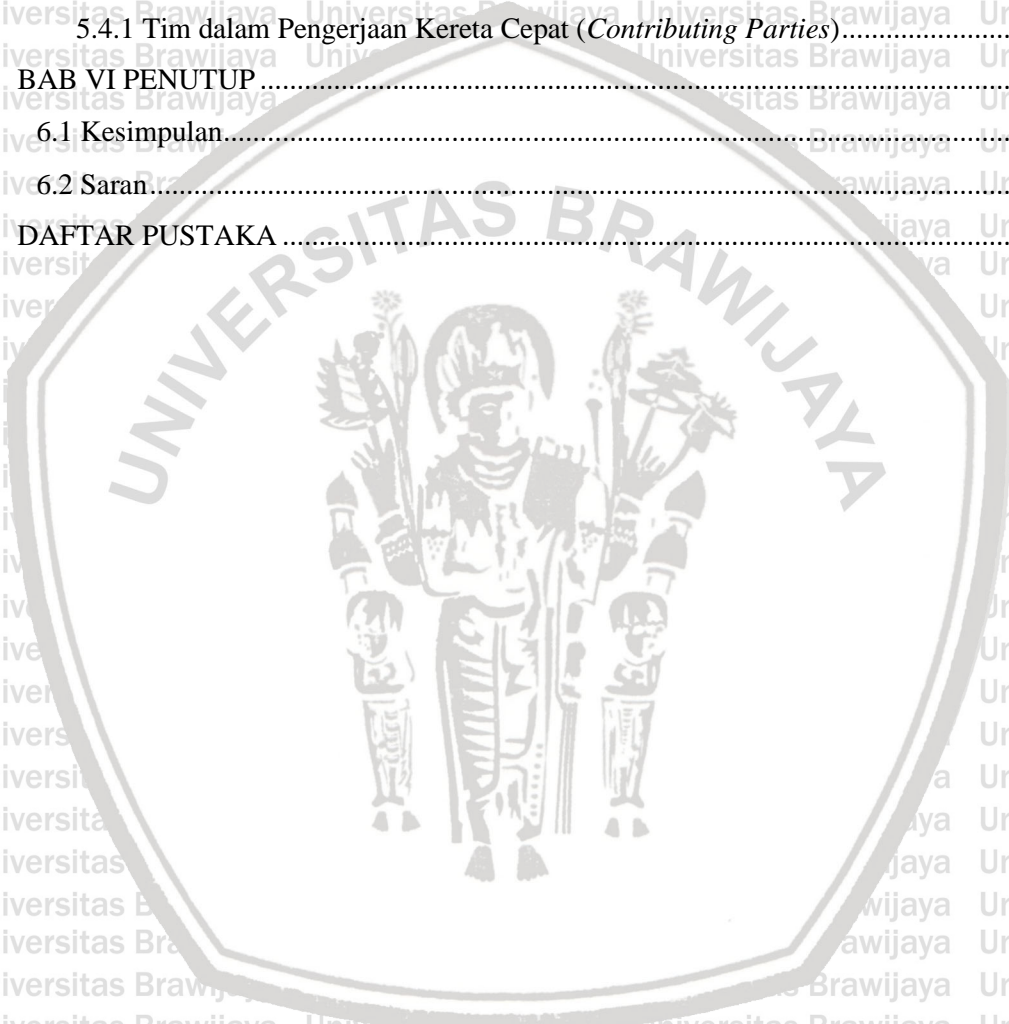 5.4.1 Tim dalam Pengerjaan Kereta Cepat (Contributing Parties)........................
BAB VI PENUTUP ........................................................................................................
6.1 Kesimpulan..............................................................................................................
6.2 Saran........................................................................................................................
DAFTAR PUSTAKA ....................................................................................................
UNIVERSITAS BRAWIJAYA